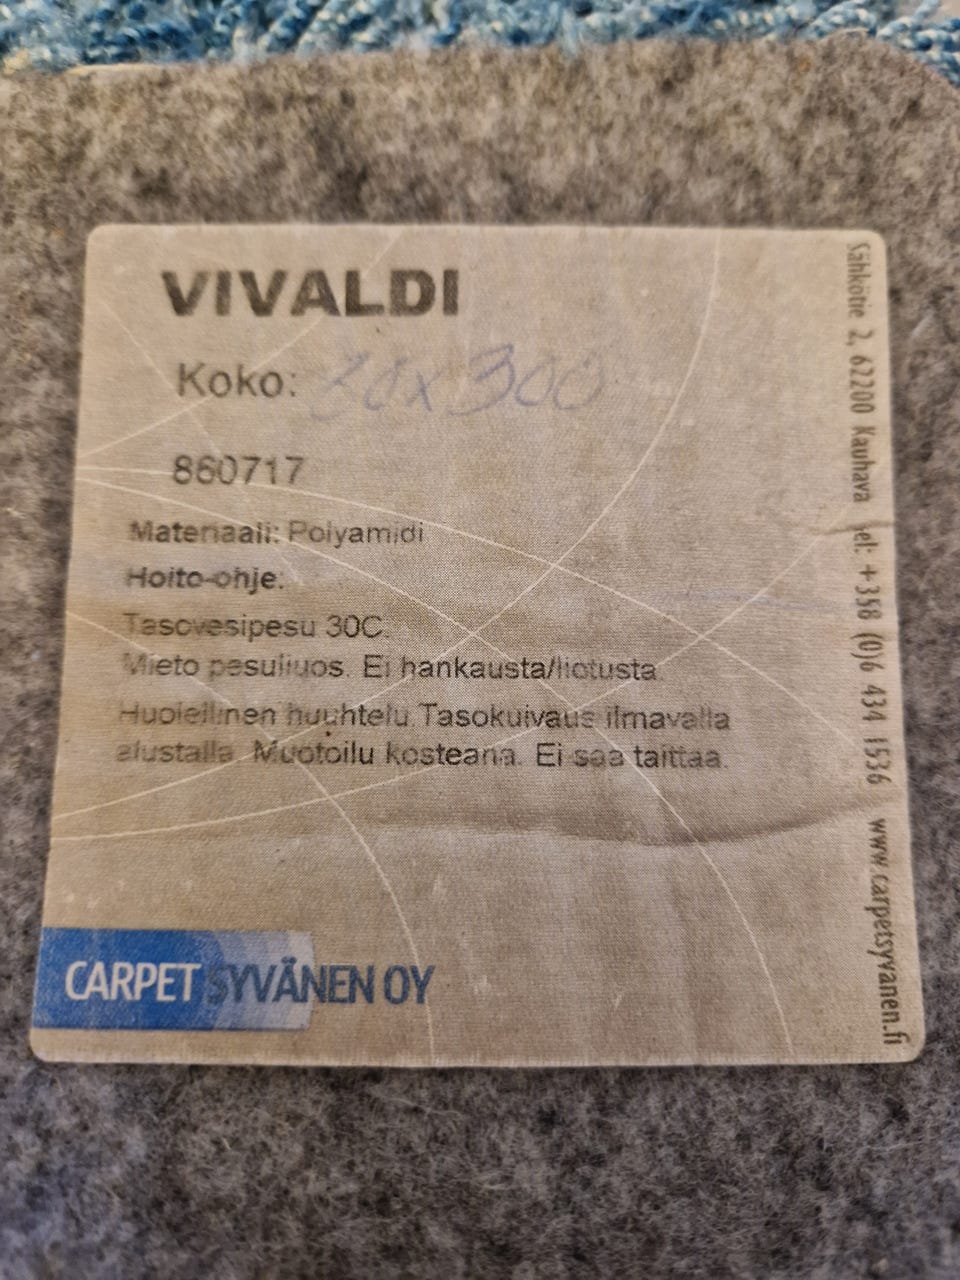 VIVALDI
Koko: x 300
860717
Materiaali: Polyamidi
Hoito-ohje:
Tasovesipesu 30C.
Mieto pesuliuos. Ei hankausta/liotusta.
Huolellinen huuhtelu.Tasokuivaus ilmavalla
alustalla. Muotoilu kosteana. Ei saa taittaa.
CARPET SYVÄNEN OY
Sähkötie 2, 62200 Kauhava tel: +358 (0)6 434 1536 www.carpetsyvanen.fi